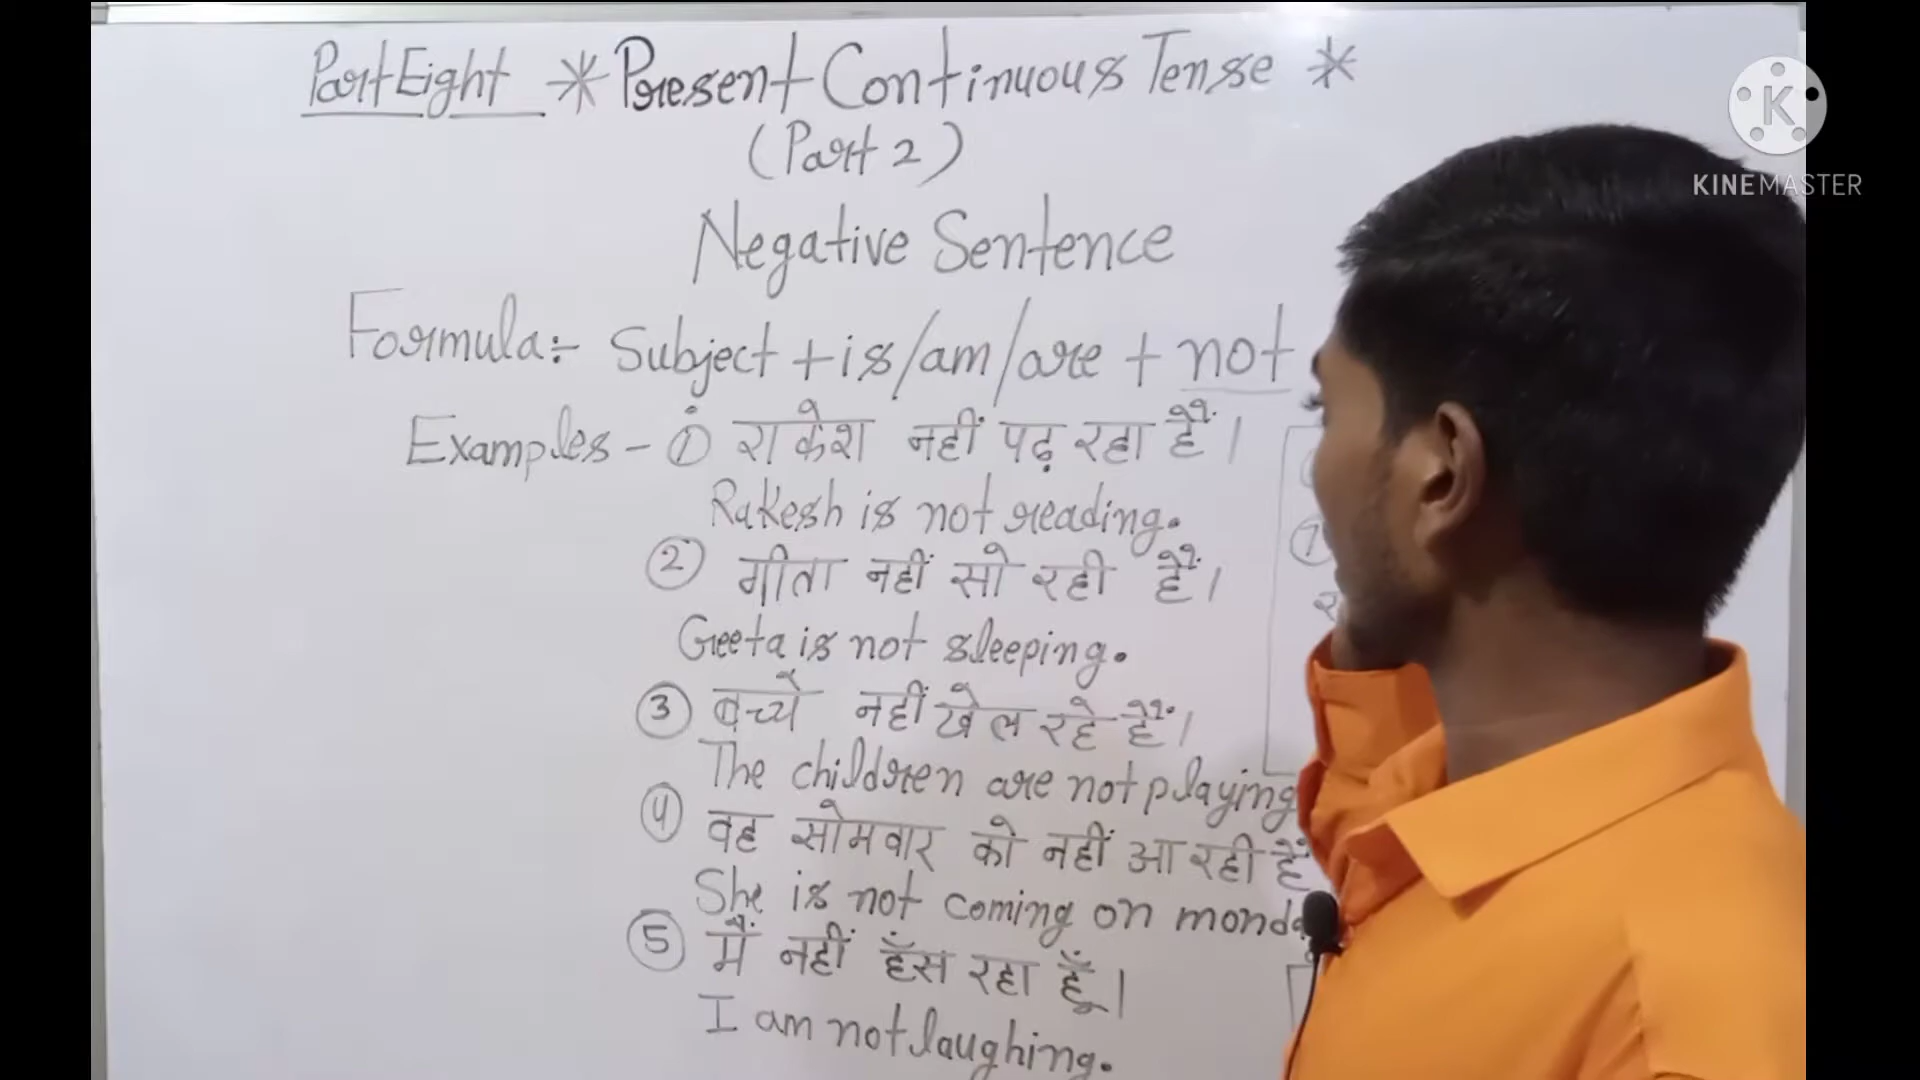 Part Eight * Present Continuous Tense *
(Part 2)
Negative Sentence
Formula:- Subject + is/am/are + not
Examples - ① राकेश नहीं पढ़ रहा हैं।
Rakesh is not reading.
② गीता नहीं सो रही हैं।
Geeta is not sleeping.
③ बच्चे नहीं खेल रहे हैं।
The children are not playing
④ वह सोमवार को नहीं आ रही हैं
She is not coming on monda
⑤ मैं नहीं हँस रहा हूँ।
I am not laughing.
K
KINEMASTER